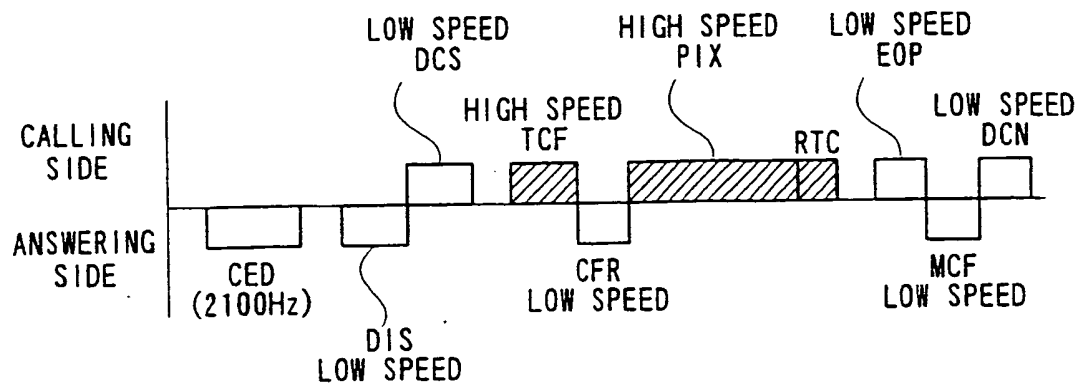 LOW SPEED
DCS
HIGH SPEED
PIX
LOW SPEED
EOP
HIGH SPEED
TCF
RTC
LOW SPEED
DCN
CALLING
SIDE
ANSWERING
SIDE
CED
(2100Hz)
DIS
LOW SPEED
CFR
LOW SPEED
MCF
LOW SPEED